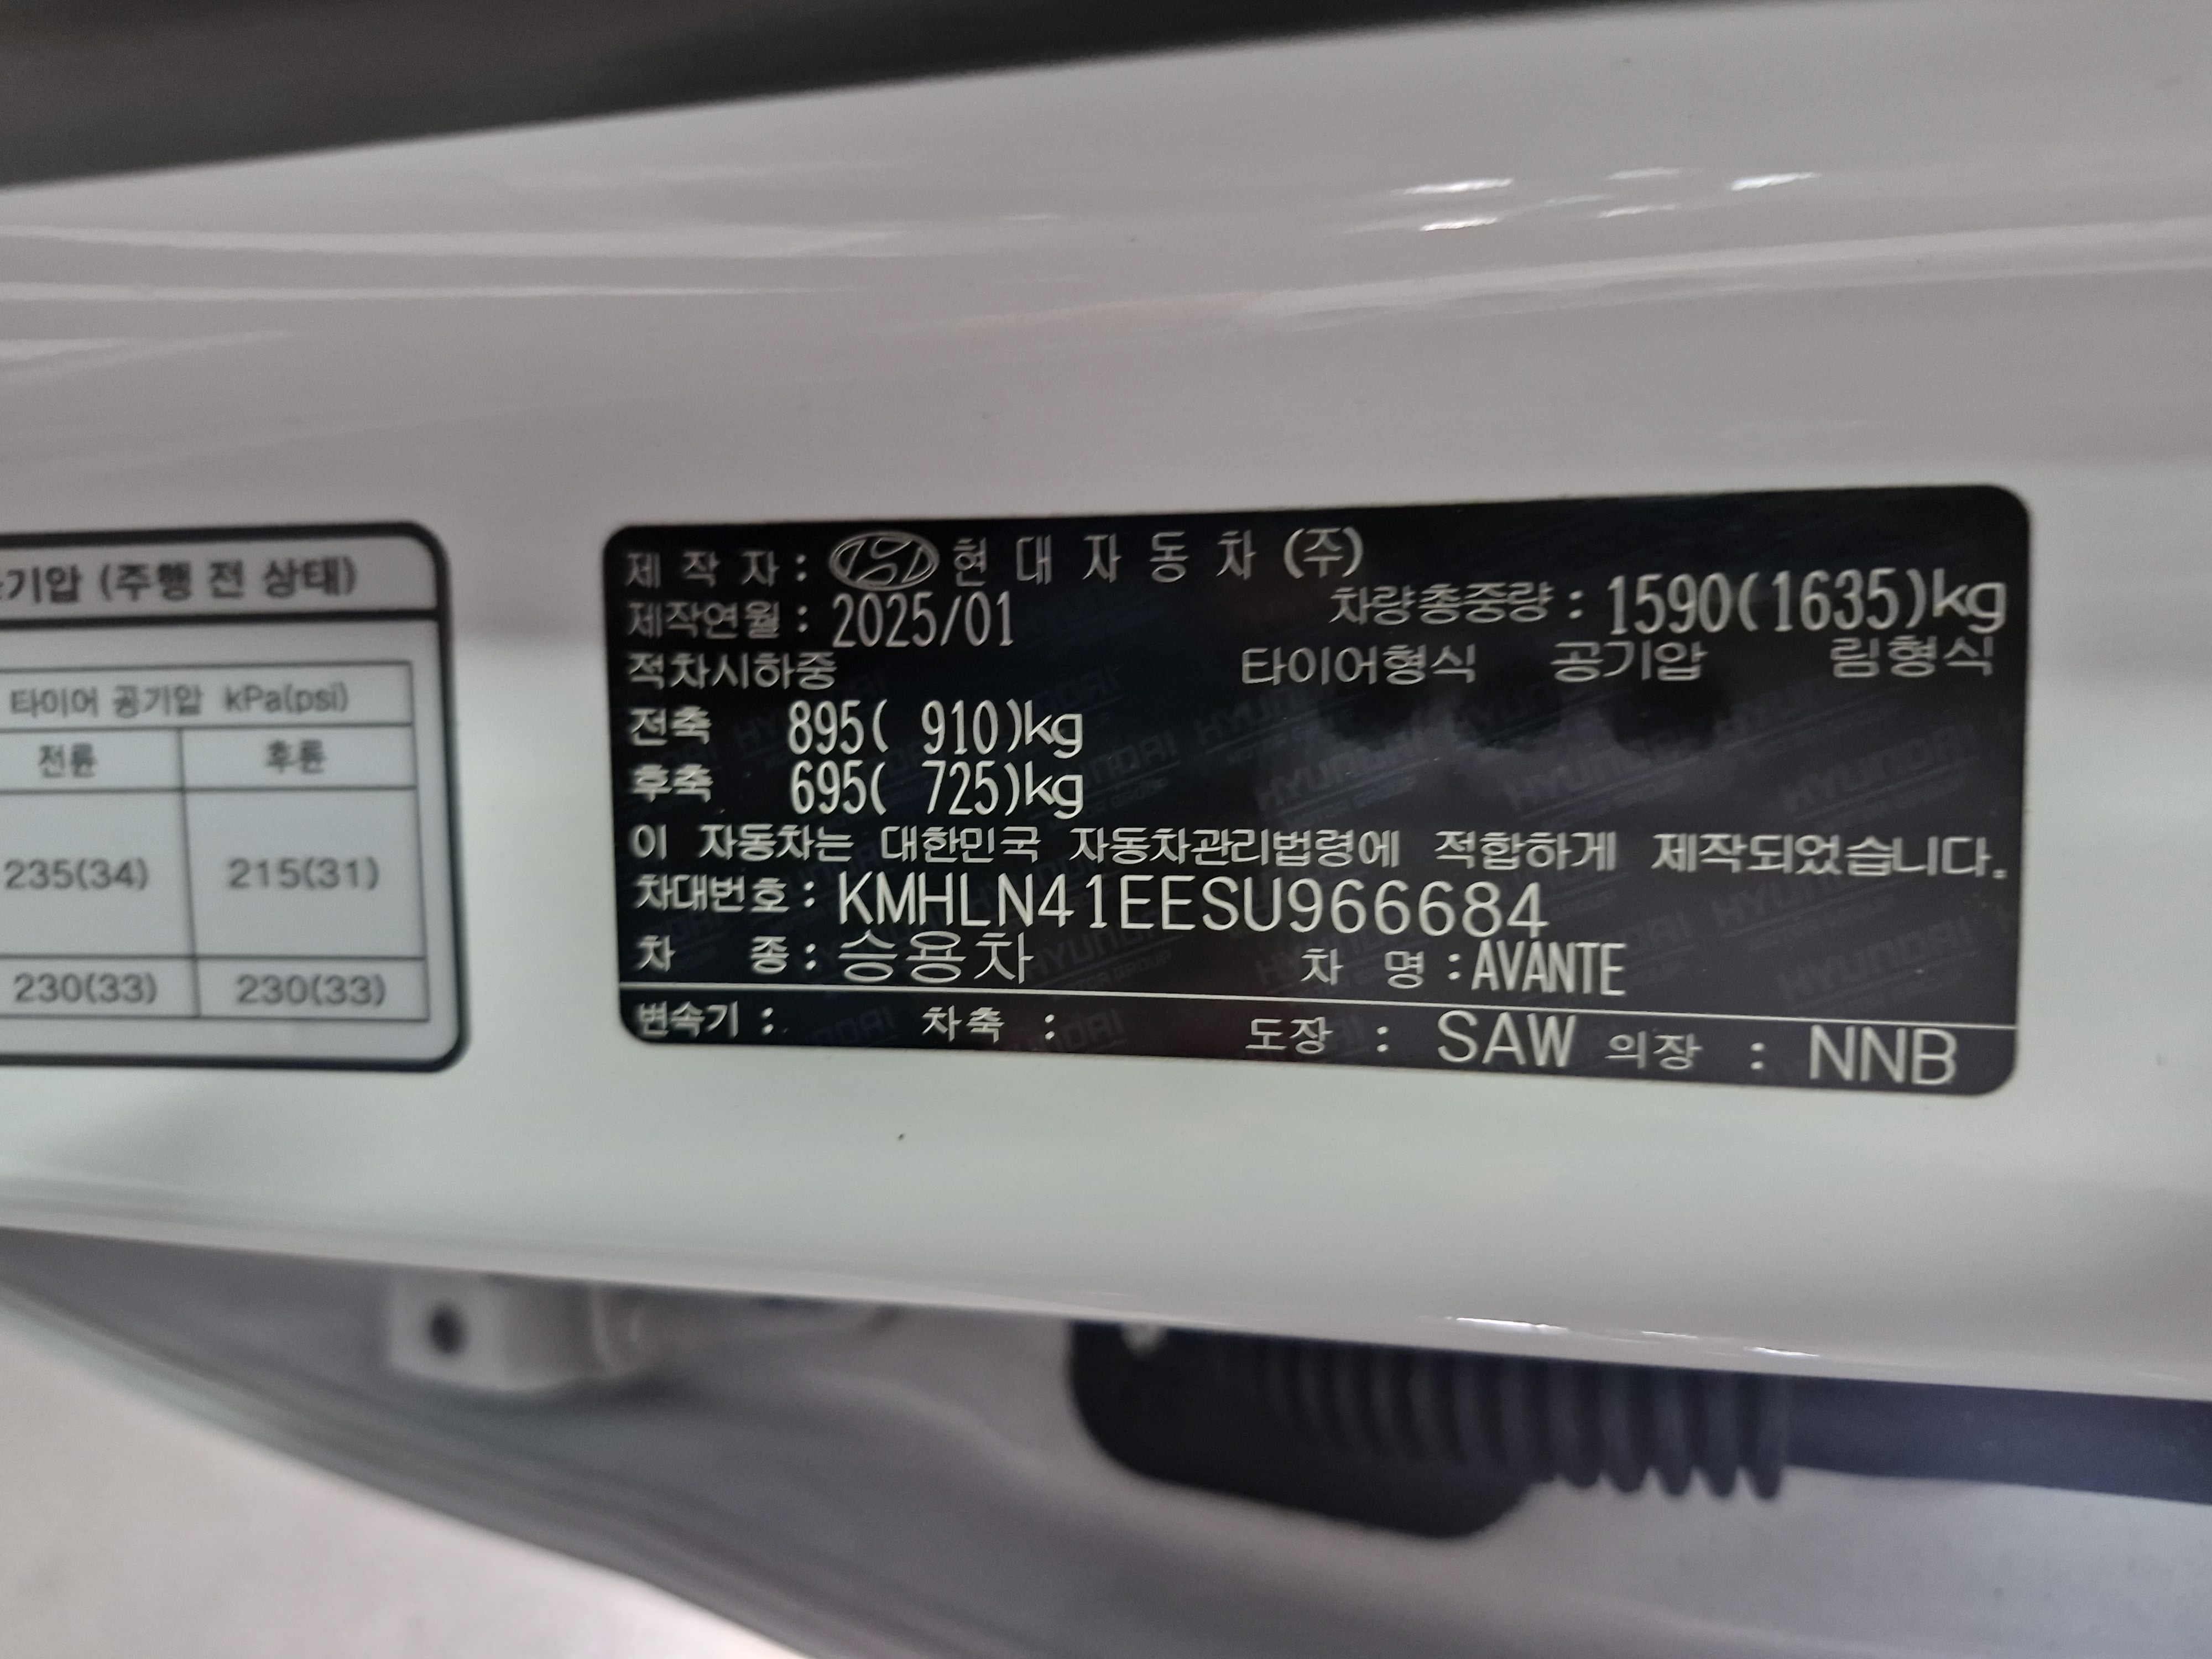 기압 (주행 전 상태)
타이어 공기압 kPa(psi)
전륜 후륜
235(34) 215(31)
230(33) 230(33)
제 작 자 : 현 대 자 동 차 (주)
제작연월 : 2025/01 차량총중량 : 1590(1635)kg
적차시하중 타이어형식 공기압 림형식
전축 895( 910)kg
후축 695( 725)kg
이 자동차는 대한민국 자동차관리법령에 적합하게 제작되었습니다.
차대번호 : KMHLN41EESU966684
차 종 : 승용차 차 명 : AVANTE
변속기 : 차축 : 도장 : SAW 의장 : NNB